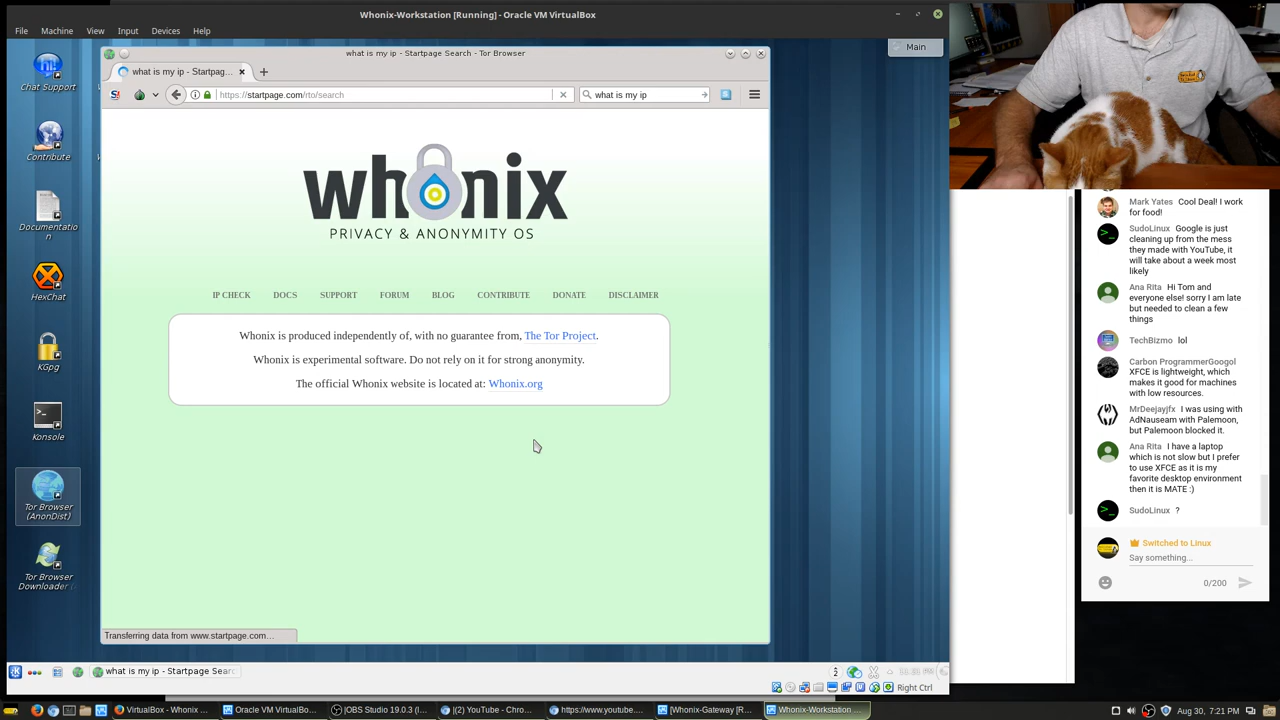 Whonix-Workstation [Running] - Oracle VM VirtualBox
File Machine View Input Devices Help
what is my ip - Startpage Search - Tor Browser
Main
what is my ip - Startpag...
https://startpage.com/rto/search
what is my ip
Chat Support
Contribute
Documentatio
n
HexChat
KGpg
Konsole
Tor Browser
(AnonDist)
Tor Browser
Downloader (
whonix
PRIVACY & ANONYMITY OS
IP CHECK DOCS SUPPORT FORUM BLOG CONTRIBUTE DONATE DISCLAIMER
Whonix is produced independently of, with no guarantee from, The Tor Project.
Whonix is experimental software. Do not rely on it for strong anonymity.
The official Whonix website is located at: Whonix.org
Transferring data from www.startpage.com...
what is my ip - Startpage Sear
2
Right Ctrl
Mark Yates Cool Deal! I work
for food!
SudoLinux Google is just
cleaning up from the mess
they made with YouTube, it
will take about a week most
likely
Ana Rita Hi Tom and
everyone else! sorry I am late
but needed to clean a few
things
TechBizmo lol
Carbon ProgrammerGoogol
XFCE is lightweight, which
makes it good for machines
with low resources.
MrDeejayjfx I was using with
AdNauseam with Palemoon,
but Palemoon blocked it.
Ana Rita I have a laptop
which is not slow but I prefer
to use XFCE as it is my
favorite desktop environment
then it is MATE :)
SudoLinux ?
Switched to Linux
Say something...
0/200
VirtualBox - Whonix - Mo...
Oracle VM VirtualBo...
[OBS Studio 19.0.3 (l...
((2) YouTube - Chro...
https://www.youtube...
[Whonix-Gateway [R...
Whonix-Workstation ...
Aug 30, 7:21 PM